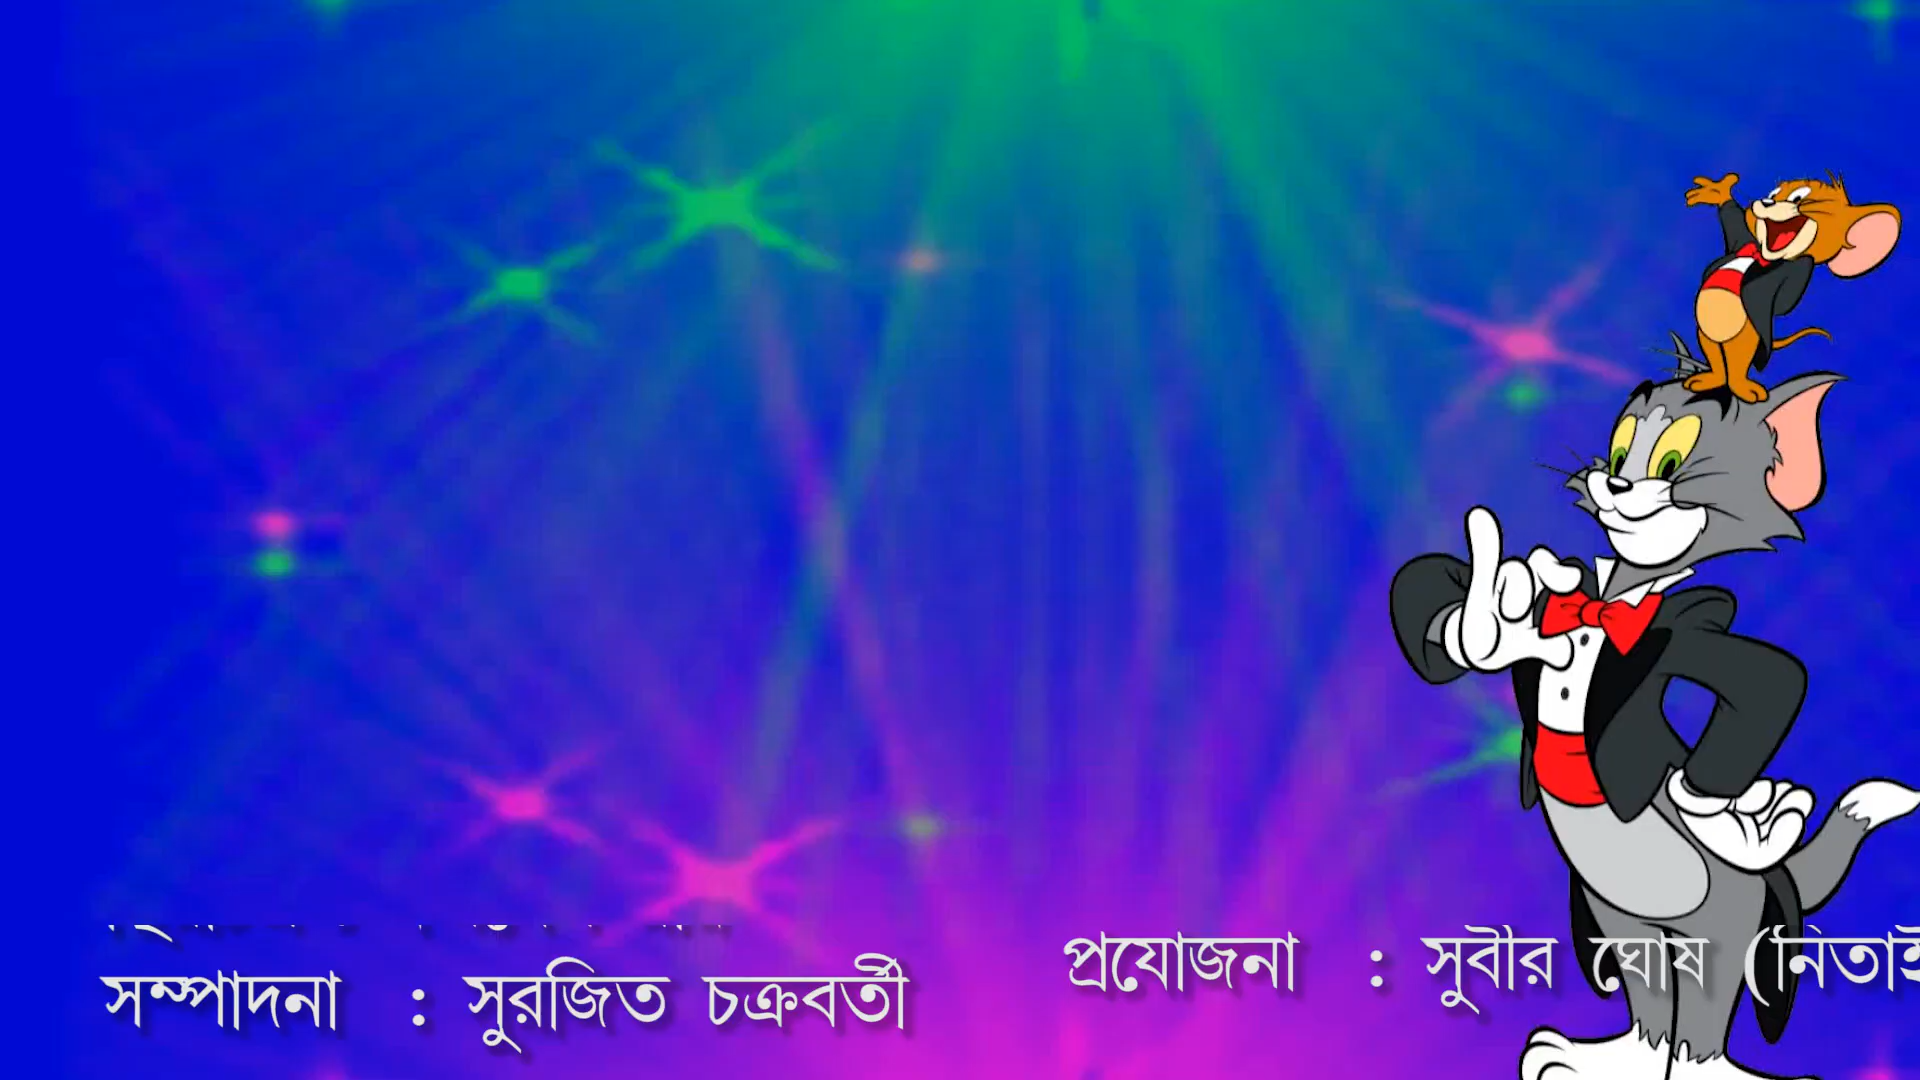 সম্পাদনা : সুরজিত চক্রবর্তী
প্রযোজনা : সুবীর ঘোষ (নিতাই